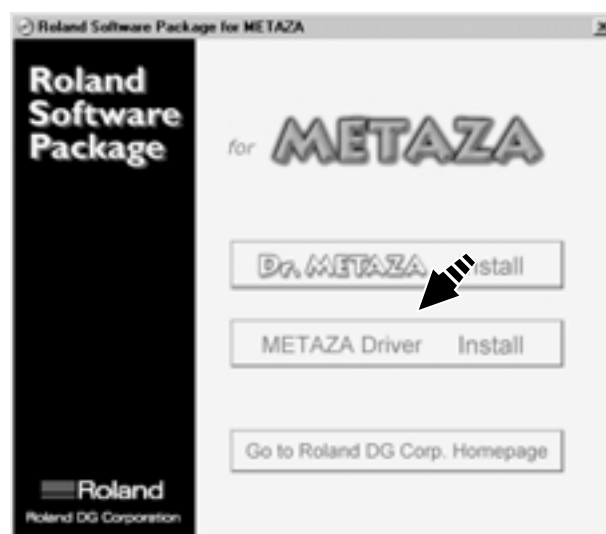 Roland Software Package for METAZA
Roland
Software
Package
for METAZA
Dr. METAZA
METAZA Driver Install
Go to Roland DG Corp. Homepage
Roland
Roland DG Corporation